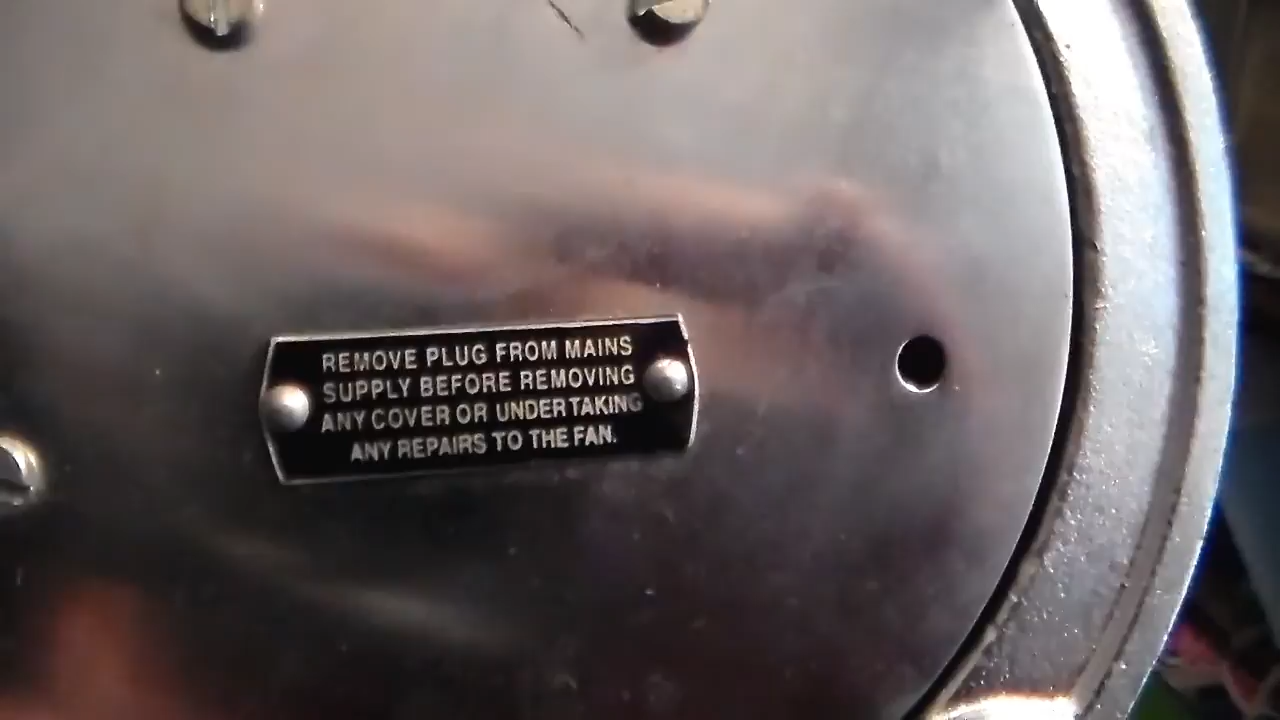 REMOVE PLUG FROM MAINS
SUPPLY BEFORE REMOVING
ANY COVER OR UNDERTAKING
ANY REPAIRS TO THE FAN.